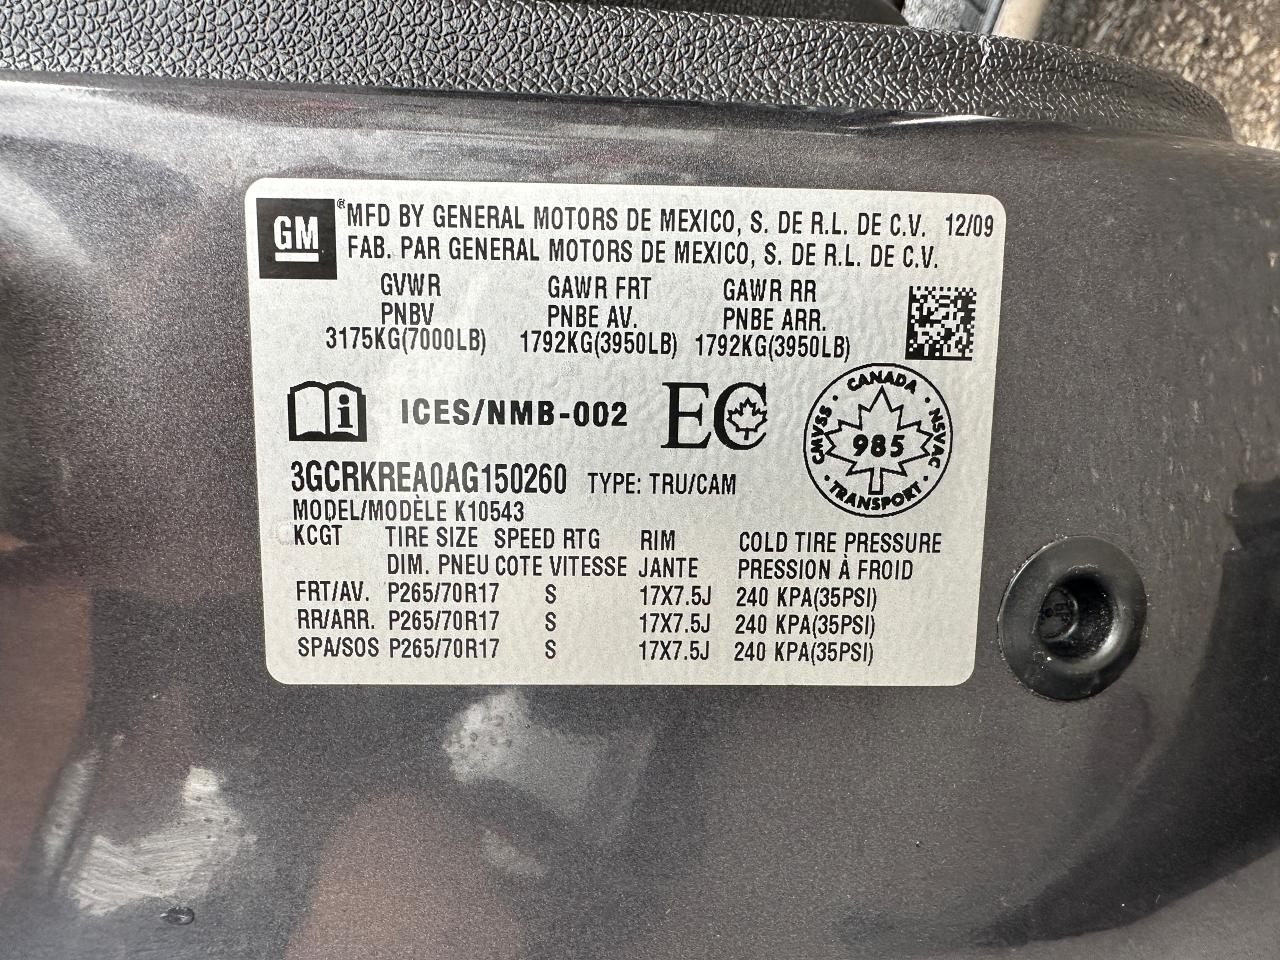 GM ® MFD BY GENERAL MOTORS DE MEXICO, S. DE R.L. DE C.V. 12/09
FAB. PAR GENERAL MOTORS DE MEXICO, S. DE R.L. DE C.V.
GVWR GAWR FRT GAWR RR
PNBV PNBE AV. PNBE ARR.
3175KG(7000LB) 1792KG(3950LB) 1792KG(3950LB)
i ICES/NMB-002 EC
CANADA
CMVSS 985 NSVAC
TRANSPORT
3GCRKREA0AG150260 TYPE: TRU/CAM
MODEL/MODÈLE K10543
KCGT TIRE SIZE SPEED RTG RIM COLD TIRE PRESSURE
DIM. PNEU COTE VITESSE JANTE PRESSION À FROID
FRT/AV. P265/70R17 S 17X7.5J 240 KPA(35PSI)
RR/ARR. P265/70R17 S 17X7.5J 240 KPA(35PSI)
SPA/SOS P265/70R17 S 17X7.5J 240 KPA(35PSI)